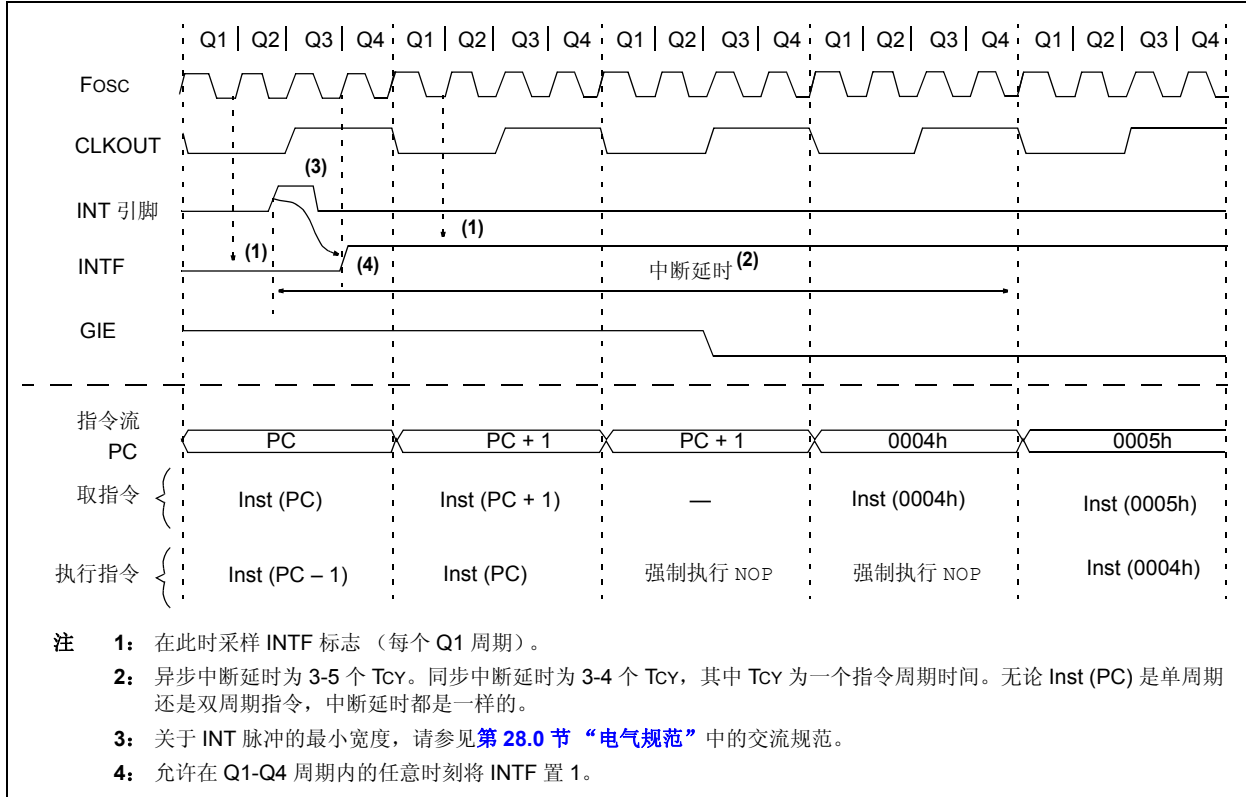 Q1 Q2 Q3 Q4 Q1 Q2 Q3 Q4 Q1 Q2 Q3 Q4 Q1 Q2 Q3 Q4 Q1 Q2 Q3 Q4
FOSC
CLKOUT
(3)
INT 引脚
(1)
(1)
INTF
(4)
中断延时(2)
GIE
指令流
PC
PC
PC + 1
PC + 1
0004h
0005h
取指令
Inst (PC)
Inst (PC + 1)
—
Inst (0004h)
Inst (0005h)
执行指令
Inst (PC – 1)
Inst (PC)
强制执行 NOP
强制执行 NOP
Inst (0004h)
注 1： 在此时采样 INTF 标志 （每个 Q1 周期）。
2： 异步中断延时为 3-5 个 TCY。同步中断延时为 3-4 个 TCY，其中 TCY 为一个指令周期时间。无论 Inst (PC) 是单周期
还是双周期指令，中断延时都是一样的。
3： 关于 INT 脉冲的最小宽度，请参见第 28.0 节 “电气规范”中的交流规范。
4： 允许在 Q1-Q4 周期内的任意时刻将 INTF 置 1。